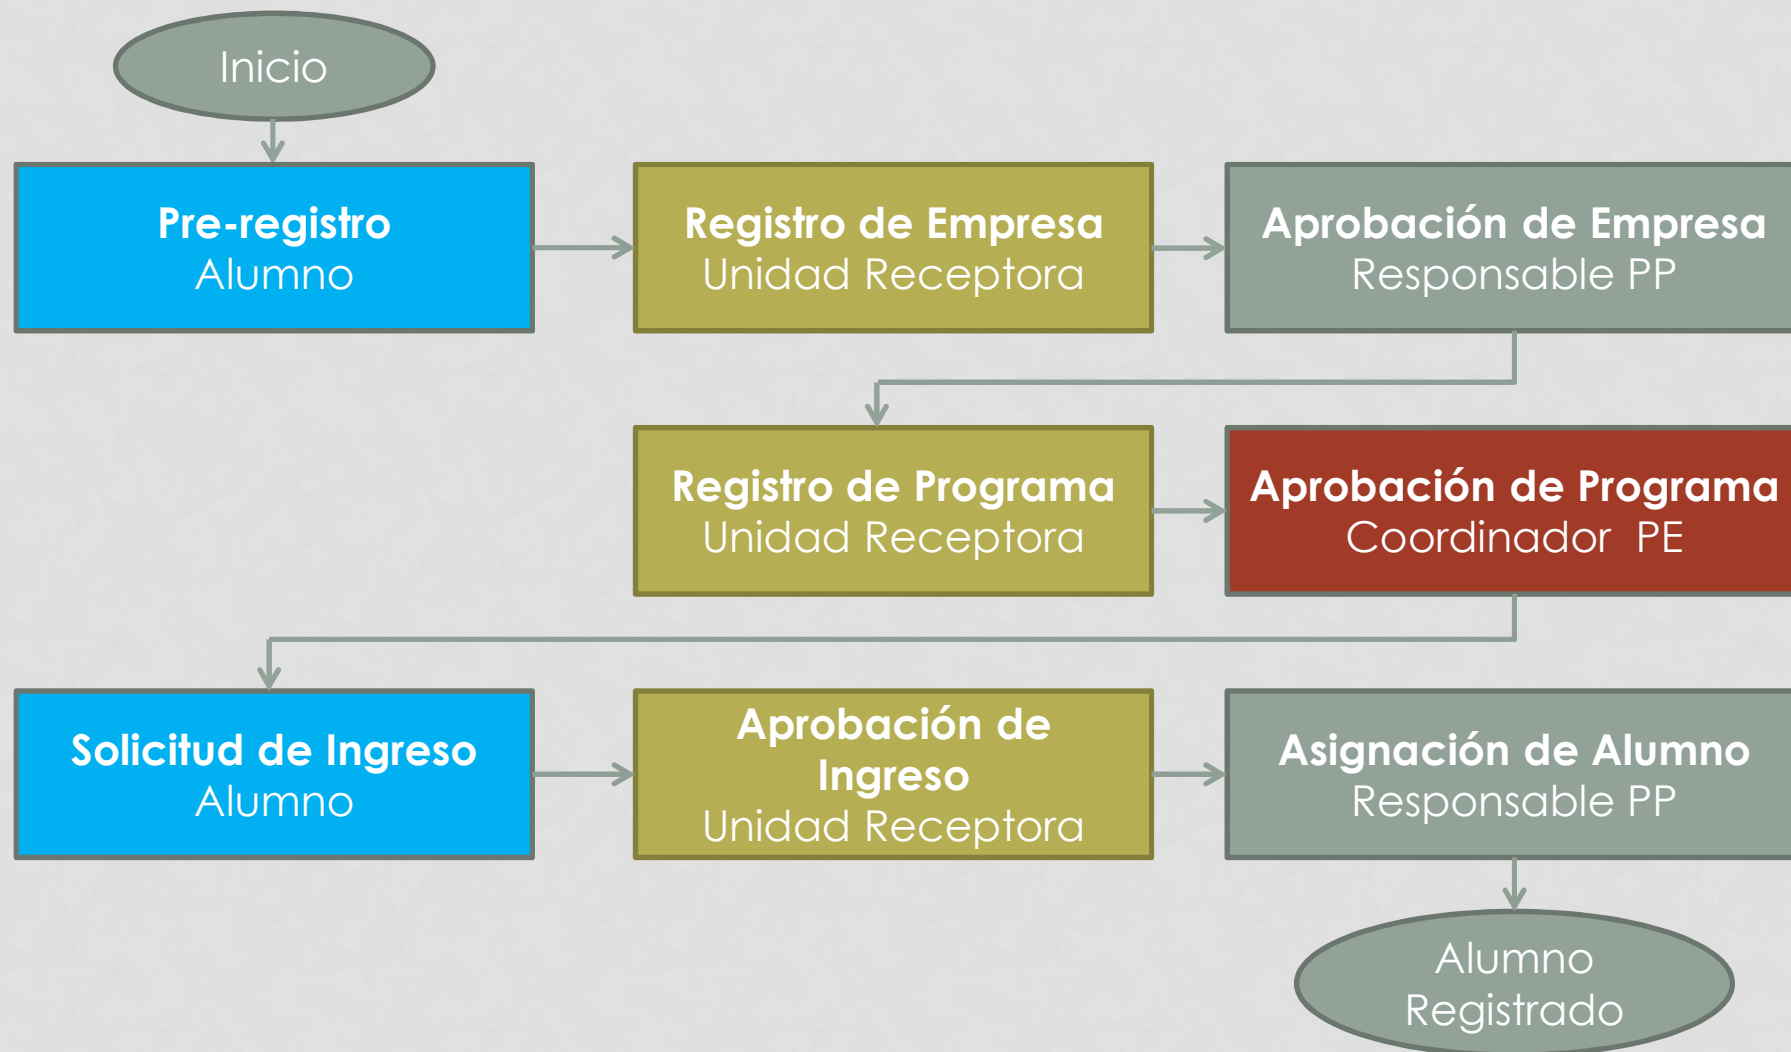 Inicio
Pre-registro
Alumno
Registro de Empresa
Unidad Receptora
Aprobación de Empresa
Responsable PP
Registro de Programa
Unidad Receptora
Aprobación de Programa
Coordinador PE
Solicitud de Ingreso
Alumno
Aprobación de
Ingreso
Unidad Receptora
Asignación de Alumno
Responsable PP
Alumno
Registrado